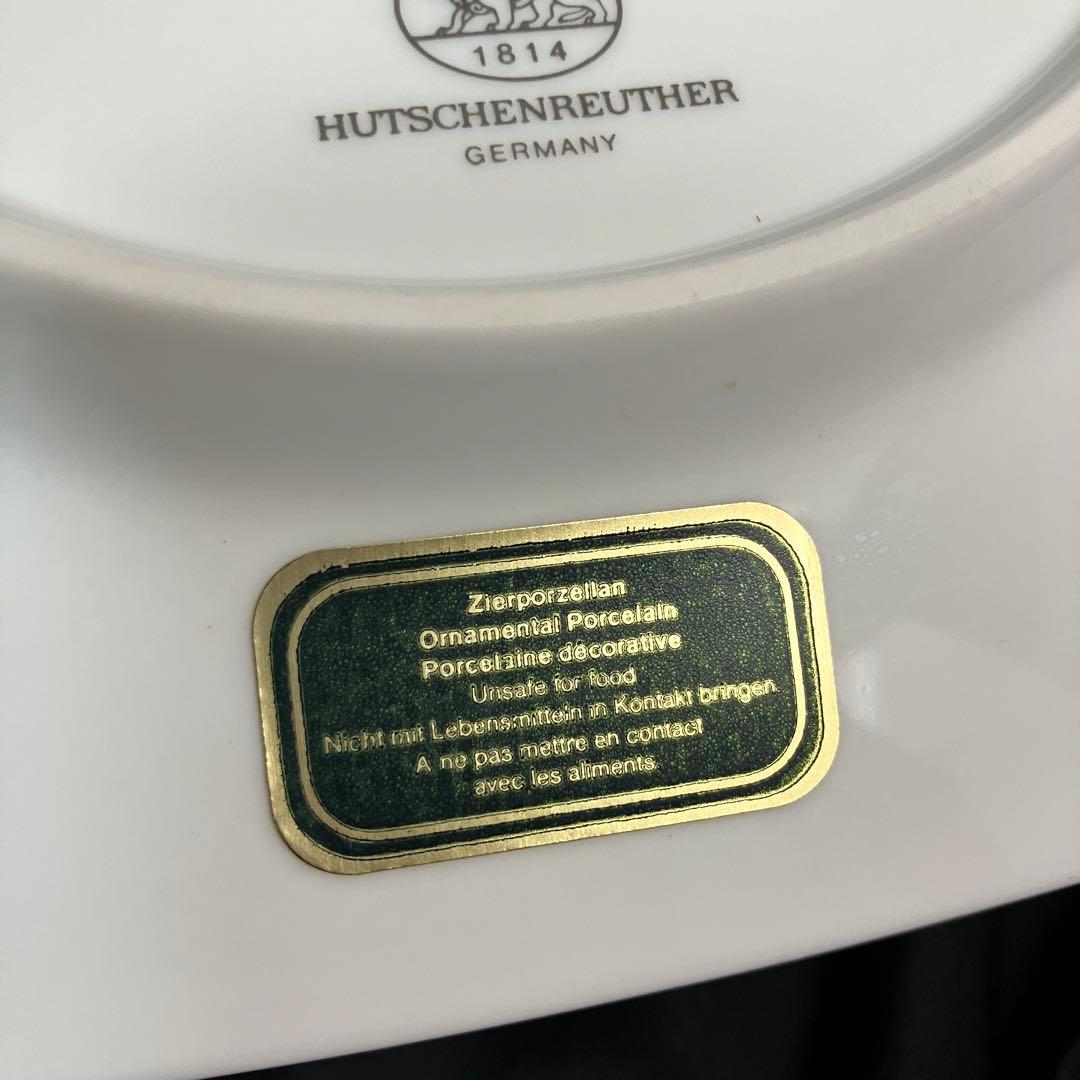 1814
HUTSCHENREUTHER
GERMANY
Zierporzellan
Ornamental Porcelain
Porcelaine décorative
Unsafe for food
Nicht mit Lebensmitteln in Kontakt bringen.
A ne pas mettre en contact
avec les aliments.